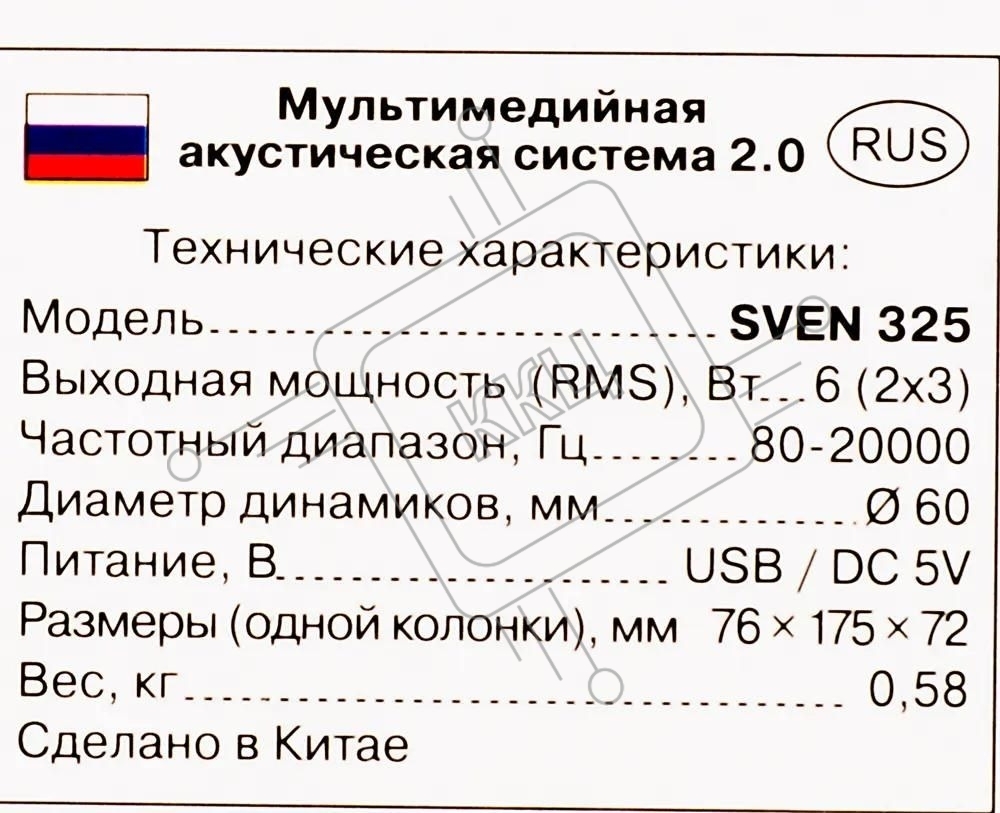 Мультимедийная
акустическая система 2.0
RUS
Технические характеристики:
Модель................................ SVEN 325
Выходная мощность (RMS), Вт...6 (2x3)
Частотный диапазон, Гц......... 80-20000
Диаметр динамиков, мм............... Ø 60
Питание, В......................... USB / DC 5V
Размеры (одной колонки), мм 76 × 175 × 72
Вес, кг........................................ 0,58
Сделано в Китае
ККЦ